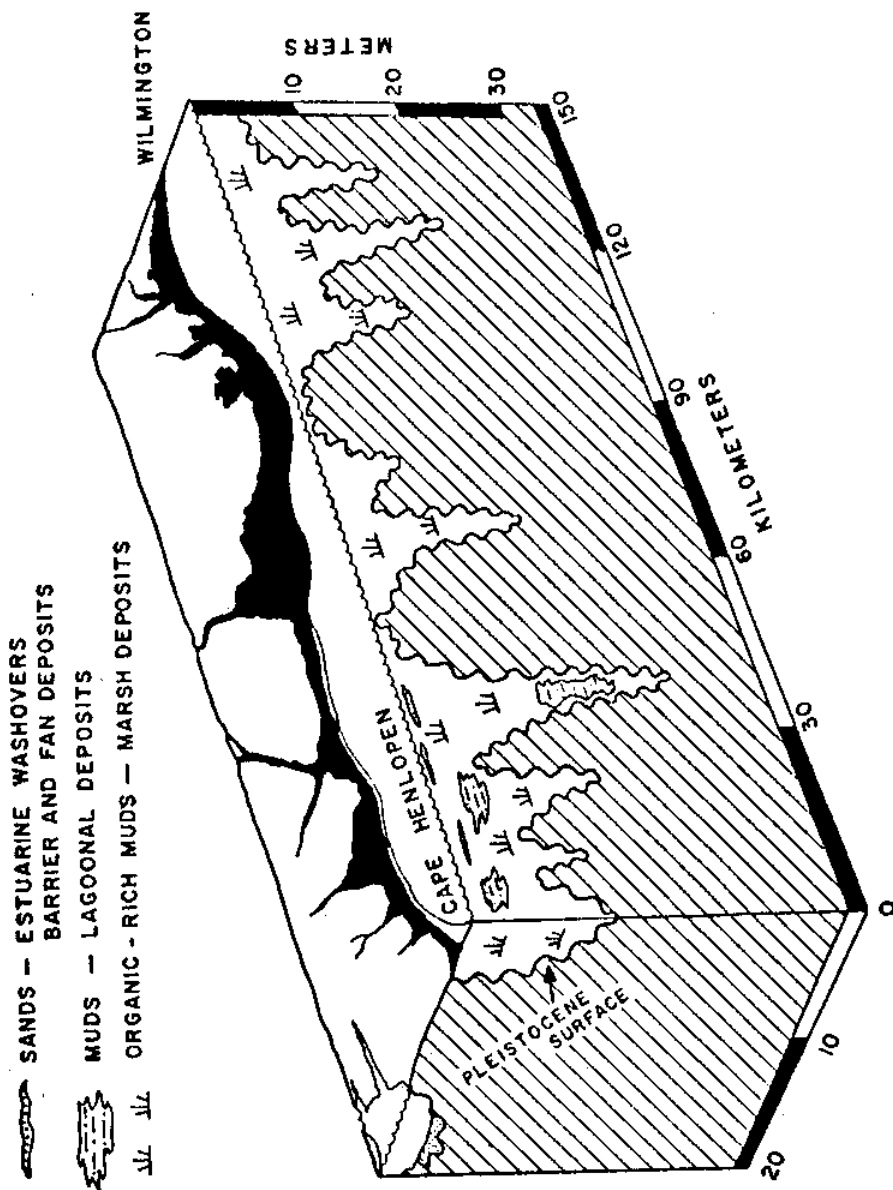 SANDS — ESTUARINE WASHOVERS
BARRIER AND FAN DEPOSITS
MUDS — LAGOONAL DEPOSITS
ORGANIC - RICH MUDS — MARSH DEPOSITS
WILMINGTON
METERS
10
20
30
CAPE HENLOPEN
PLEISTOCENE
SURFACE
20
10
0
30
60
90
120
150
KILOMETERS